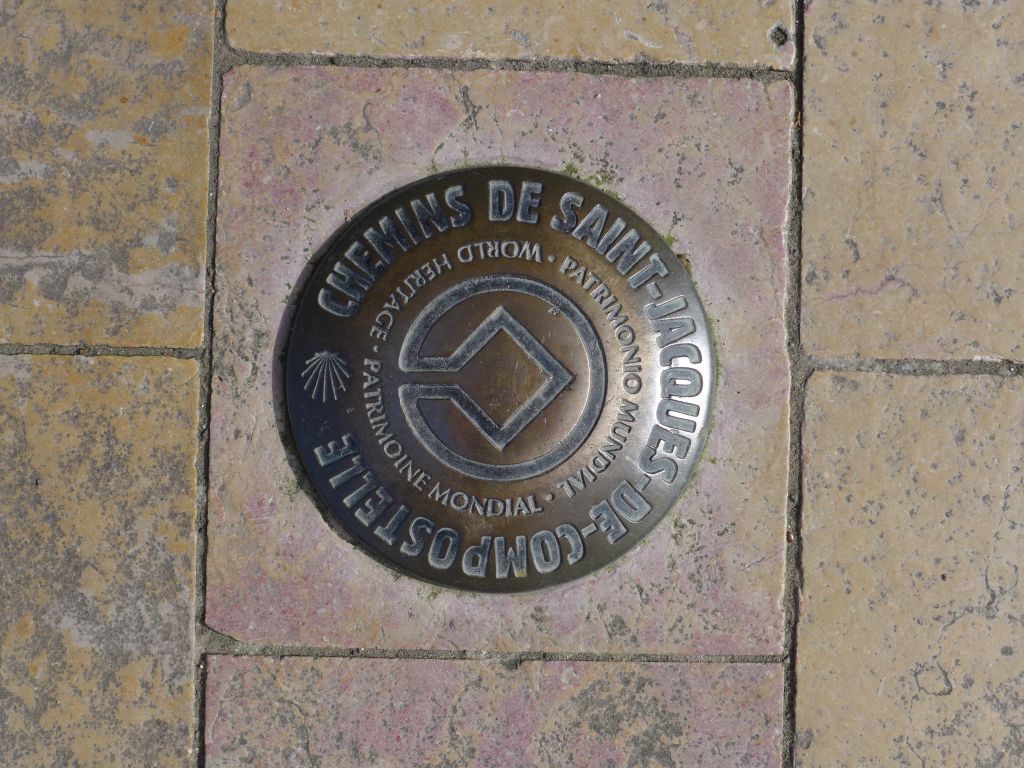 CHEMINS DE SAINT-JACQUES-DE-COMPOSTELLE
WORLD HERITAGE • PATRIMOINE MONDIAL • PATRIMONIO MUNDIAL •